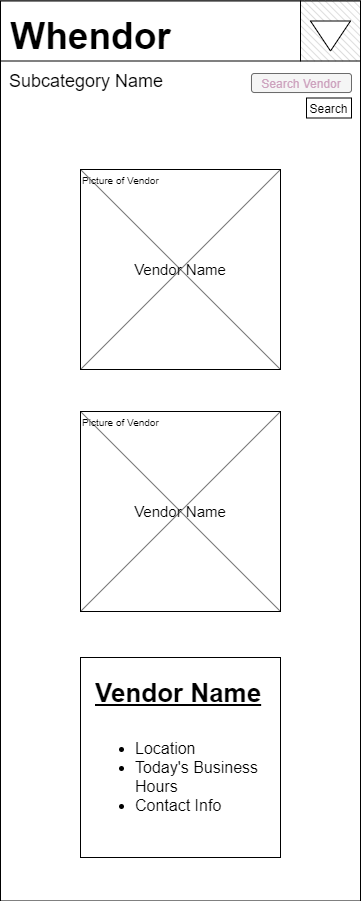 Whendor
Subcategory Name
Search Vendor
Search
Picture of Vendor
Vendor Name
Picture of Vendor
Vendor Name
Vendor Name
Location
Today's Business
Hours
Contact Info